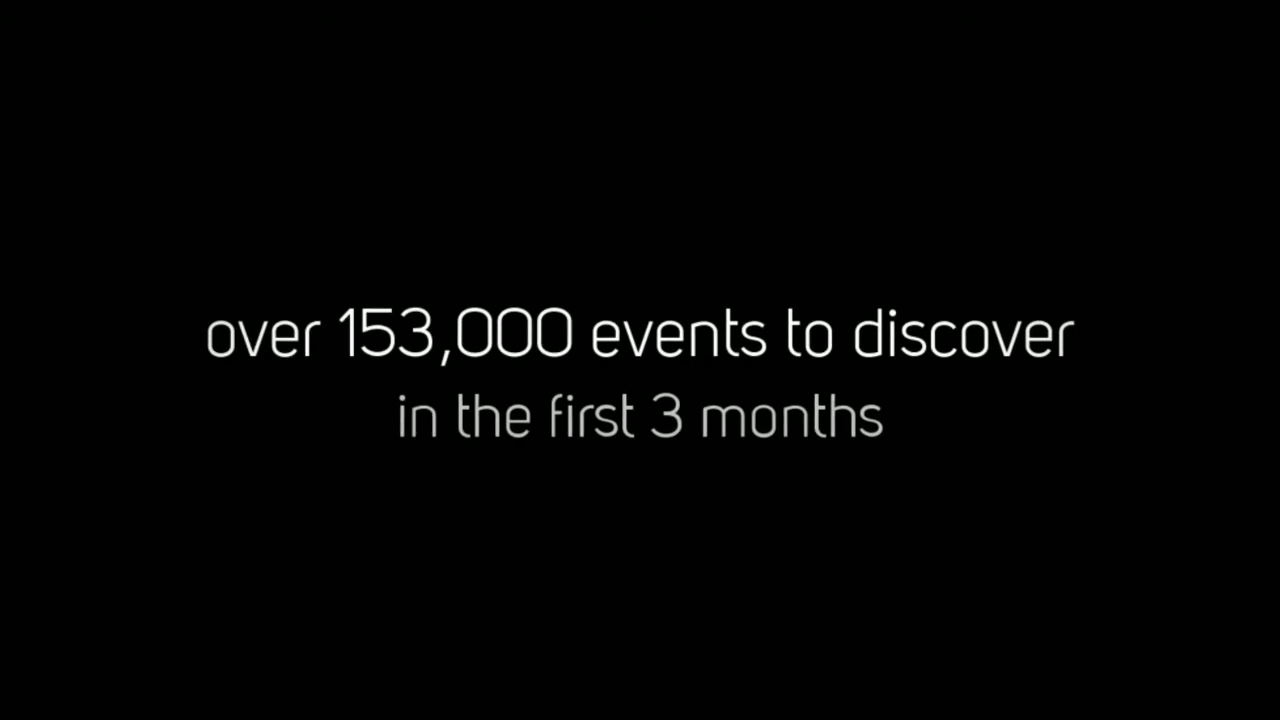 over 153,000 events to discover
in the first 3 months